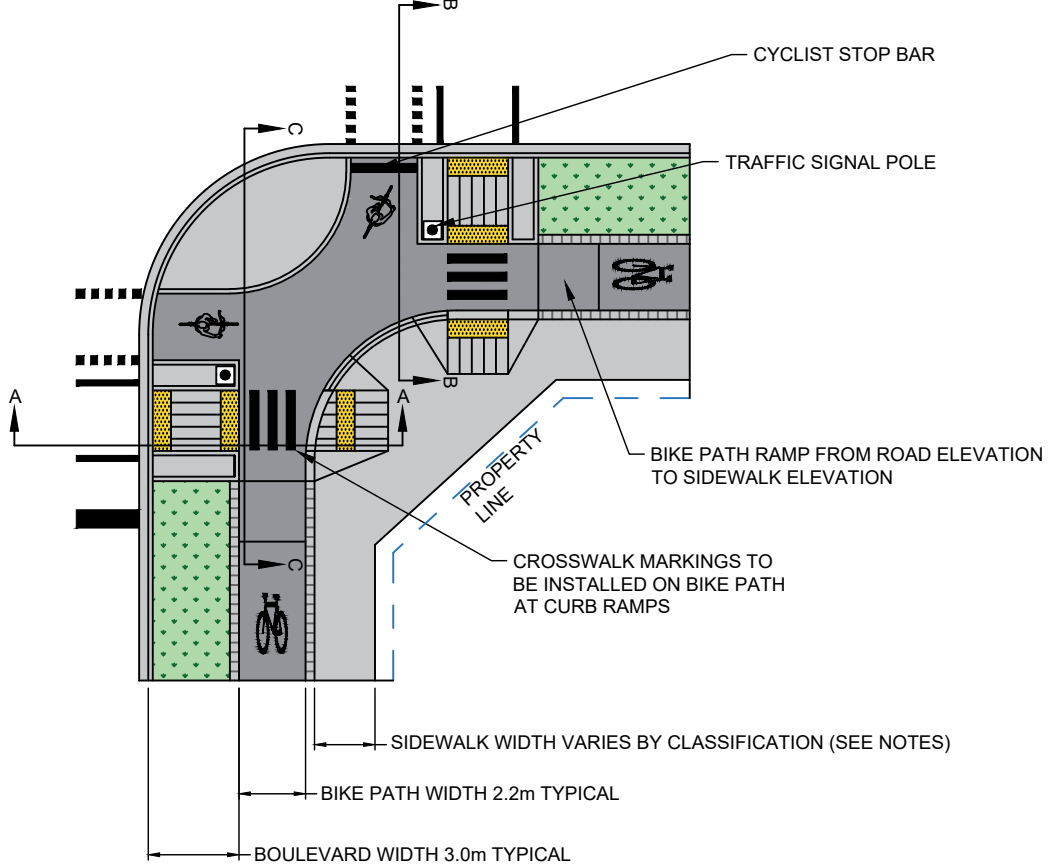 B
CYCLIST STOP BAR
C
TRAFFIC SIGNAL POLE
B
A
A
BIKE PATH RAMP FROM ROAD ELEVATION
TO SIDEWALK ELEVATION
PROPERTY
LINE
C
CROSSWALK MARKINGS TO
BE INSTALLED ON BIKE PATH
AT CURB RAMPS
SIDEWALK WIDTH VARIES BY CLASSIFICATION (SEE NOTES)
BIKE PATH WIDTH 2.2m TYPICAL
BOULEVARD WIDTH 3.0m TYPICAL